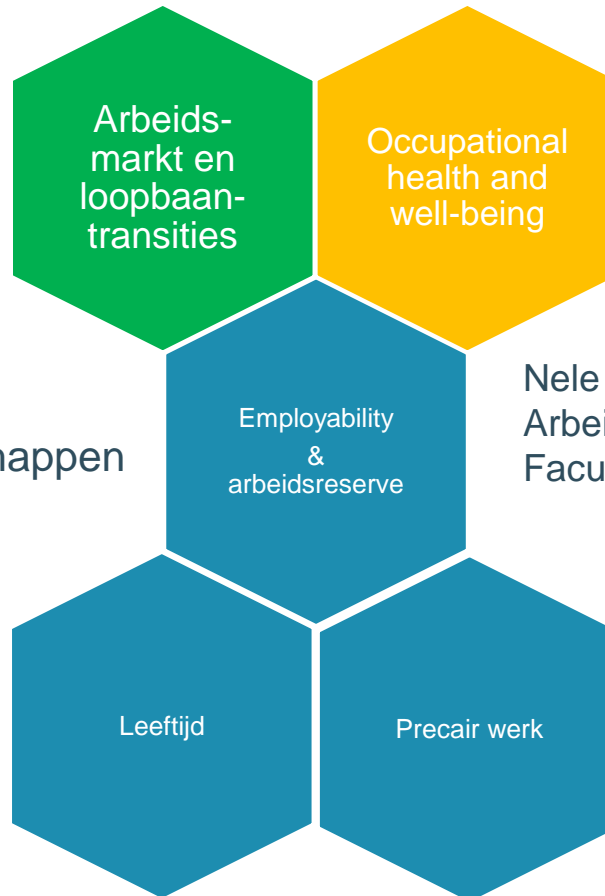 Arbeids-
markt en
loopbaan-
transities
Occupational
health and
well-being
happen
Employability
&
arbeidsreserve
Nele
Arbei
Facu
Leeftijd
Precair werk